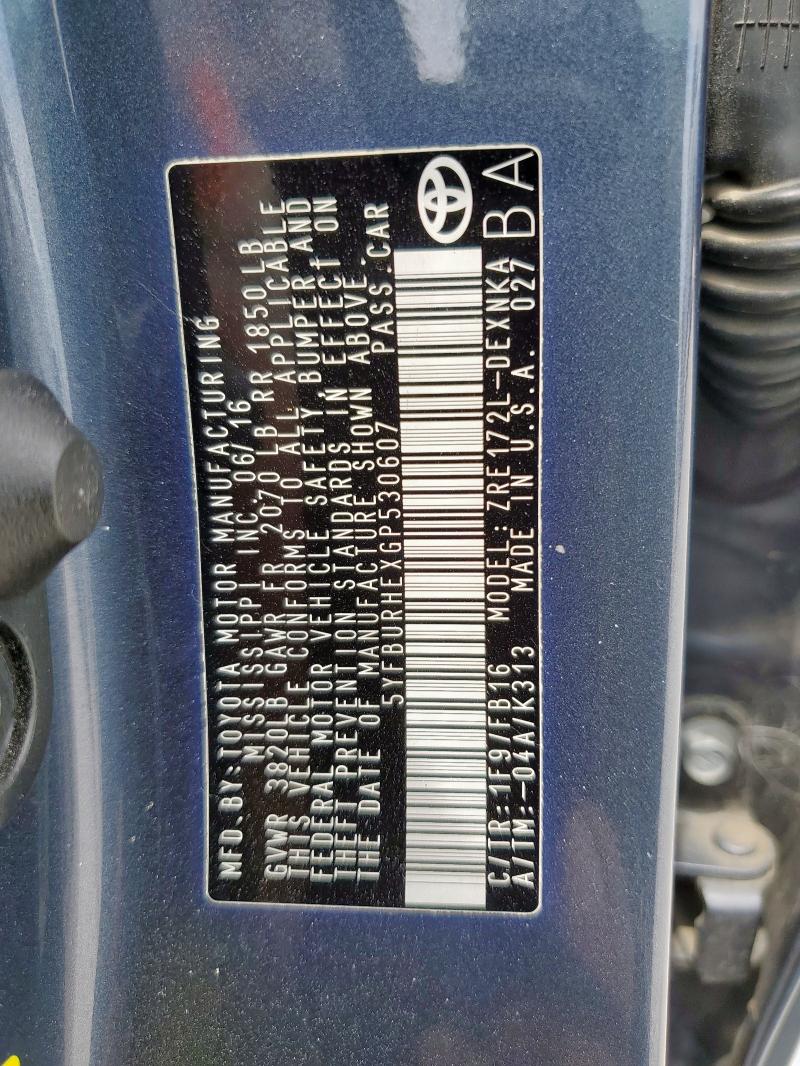 MFD.BY:TOYOTA MOTOR MANUFACTURING
MISSISSIPPI INC. 06/16
GVWR 3820LB GAWR FR 2070 LB RR 1850LB
THIS VEHICLE CONFORMS TO ALL APPLICABLE
FEDERAL MOTOR VEHICLE SAFETY, BUMPER AND
THEFT PREVENTION STANDARDS IN EFFECT ON
THE DATE OF MANUFACTURE SHOWN ABOVE.
5YFBURHEXGP530607 PASS.CAR
C/TR:1F9/FB16 MODEL:ZRE172L-DEXNKA
A/TM:-04A/K313 MADE IN U.S.A. 027
BA